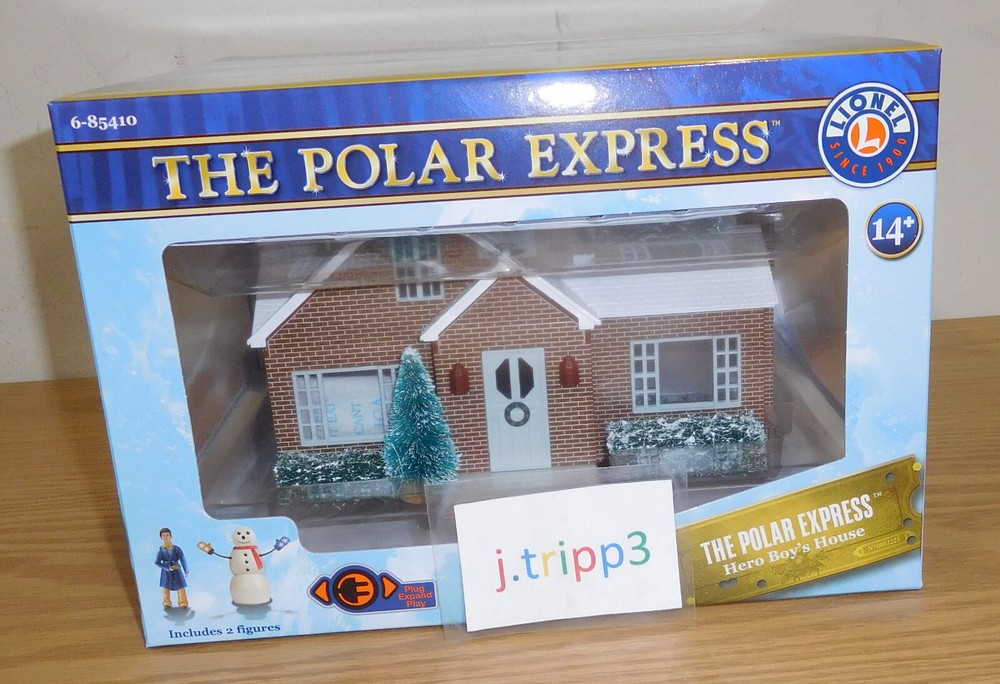 6-85410
THE POLAR EXPRESS™
LIONEL
L
SINCE 1900
14+
THE POLAR EXPRESS™
Hero Boy's House
j.tripp3
Plug
Expand
Play
Includes 2 figures